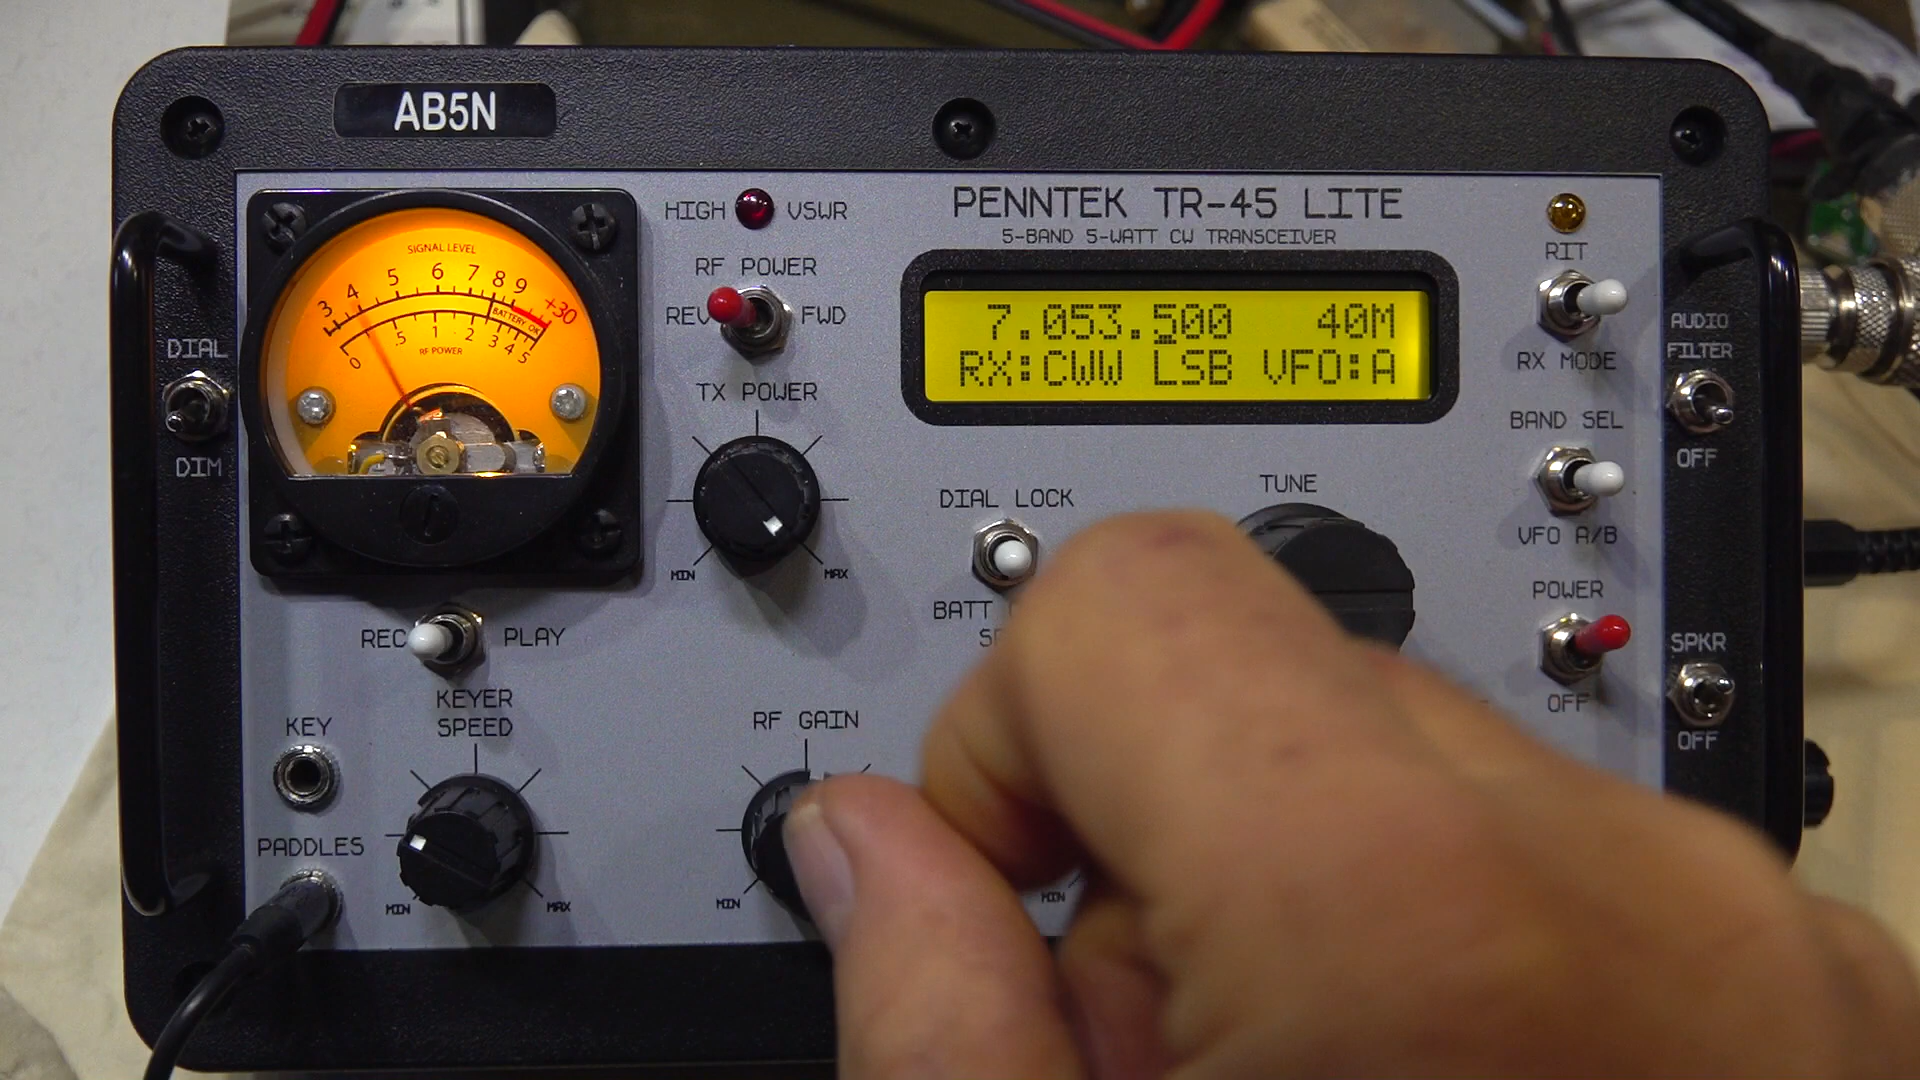 AB5N
PENNTEK TR-45 LITE
5-BAND 5-WATT CW TRANSCEIVER
HIGH VSWR
RF POWER
REV FWD
TX POWER
MIN MAX
SIGNAL LEVEL
3 4 5 6 7 8 9 +30
BATTERY OK
0 .5 1 2 3 4 5
RF POWER
7.053.500 40M
RX:CWW LSB VFO:A
RIT
RX MODE
BAND SEL
VFO A/B
POWER
OFF
AUDIO
FILTER
OFF
SPKR
OFF
DIAL
DIM
DIAL LOCK
BATT
TUNE
REC PLAY
KEYER
SPEED
MIN MAX
KEY
PADDLES
RF GAIN
MIN
MIN